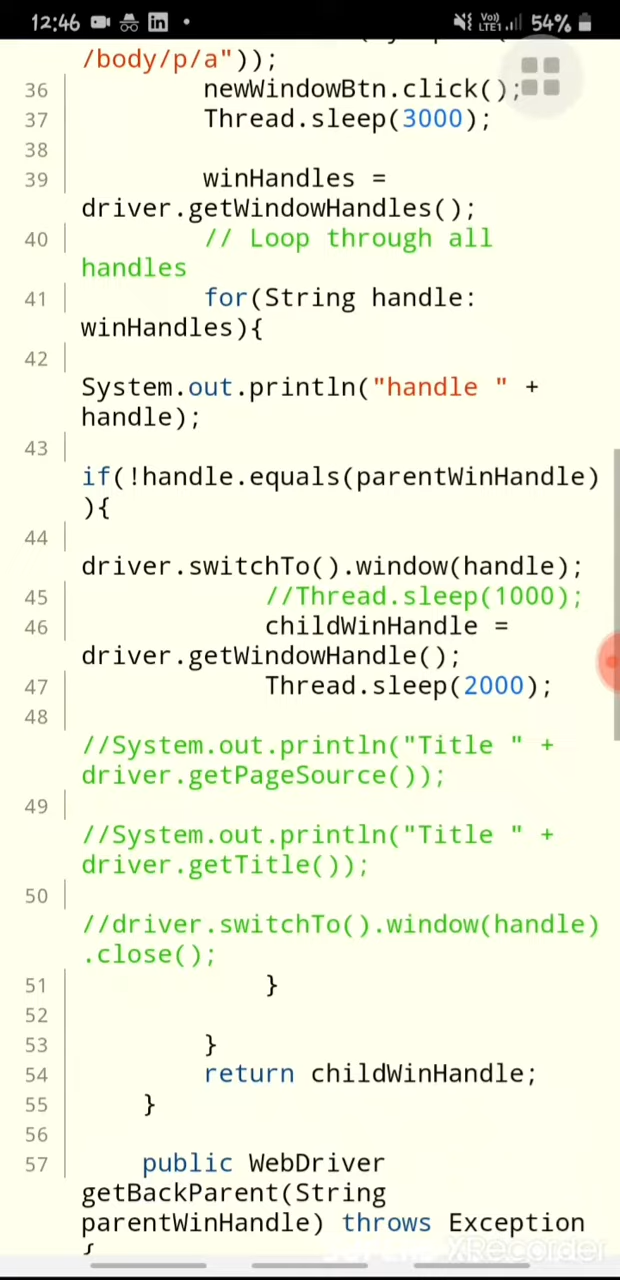 12:46
Vo)) LTE1 54%
/body/p/a"));
36 newWindowBtn.click();
37 Thread.sleep(3000);
38
39 winHandles =
driver.getWindowHandles();
40 // Loop through all
handles
41 for(String handle:
winHandles){
42
System.out.println("handle " +
handle);
43
if(!handle.equals(parentWinHandle)
){
44
driver.switchTo().window(handle);
45 //Thread.sleep(1000);
46 childWinHandle =
driver.getWindowHandle();
47 Thread.sleep(2000);
48
//System.out.println("Title " +
driver.getPageSource());
49
//System.out.println("Title " +
driver.getTitle());
50
//driver.switchTo().window(handle)
.close();
51 }
52
53 }
54 return childWinHandle;
55 }
56
57 public WebDriver
getBackParent(String
parentWinHandle) throws Exception
{
XRecorder